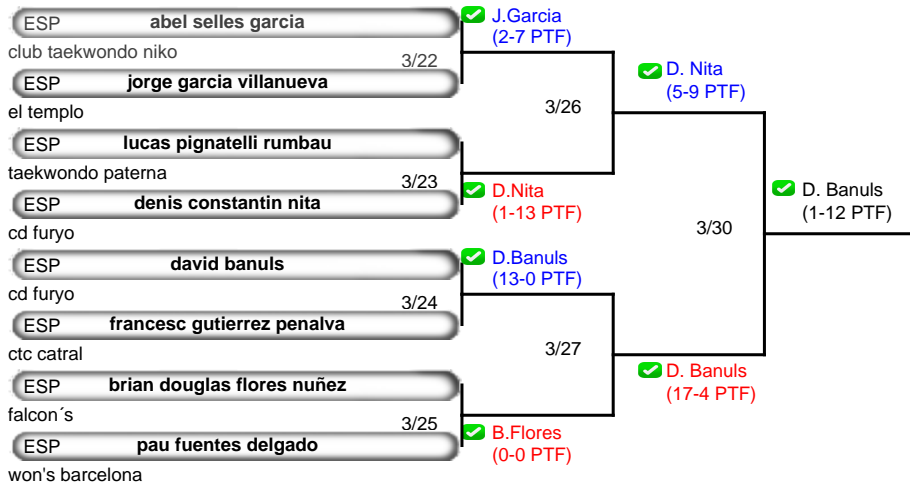 ESP abel selles garcia
club taekwondo niko
3/22
ESP jorge garcia villanueva
el templo
J.Garcia
(2-7 PTF)
ESP lucas pignatelli rumbau
taekwondo paterna
3/23
ESP denis constantin nita
cd furyo
D.Nita
(1-13 PTF)
3/26
D. Nita
(5-9 PTF)
ESP david banuls
cd furyo
3/24
ESP francesc gutierrez penalva
ctc catral
D.Banuls
(13-0 PTF)
ESP brian douglas flores nuñez
falcon´s
3/25
ESP pau fuentes delgado
won's barcelona
B.Flores
(0-0 PTF)
3/27
D. Banuls
(17-4 PTF)
3/30
D. Banuls
(1-12 PTF)